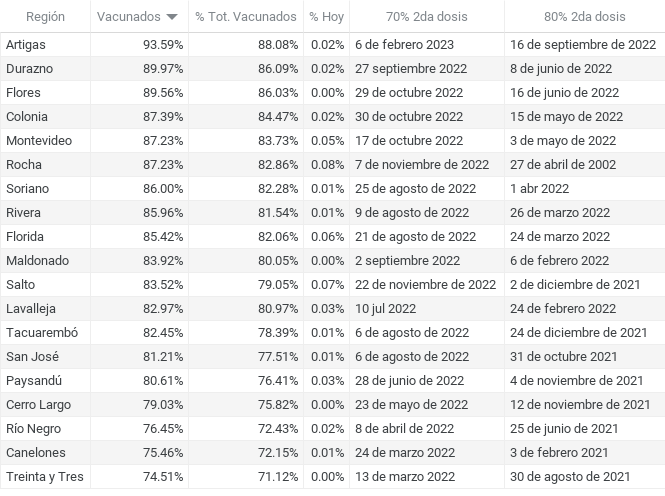 Región Vacunados % Tot. Vacunados % Hoy 70% 2da dosis 80% 2da dosis
Artigas 93.59% 88.08% 0.02% 6 de febrero 2023 16 de septiembre de 2022
Durazno 89.97% 86.09% 0.02% 27 septiembre 2022 8 de junio de 2022
Flores 89.56% 86.03% 0.00% 29 de octubre 2022 16 de junio de 2022
Colonia 87.39% 84.47% 0.02% 30 de octubre 2022 15 de mayo de 2022
Montevideo 87.23% 83.73% 0.05% 17 de octubre 2022 3 de mayo de 2022
Rocha 87.23% 82.86% 0.08% 7 de noviembre de 2022 27 de abril de 2002
Soriano 86.00% 82.28% 0.01% 25 de agosto de 2022 1 abr 2022
Rivera 85.96% 81.54% 0.01% 9 de agosto de 2022 26 de marzo 2022
Florida 85.42% 82.06% 0.06% 21 de agosto de 2022 24 de marzo 2022
Maldonado 83.92% 80.05% 0.00% 2 septiembre 2022 6 de febrero 2022
Salto 83.52% 79.05% 0.07% 22 de noviembre de 2022 2 de diciembre de 2021
Lavalleja 82.97% 80.97% 0.03% 10 jul 2022 24 de febrero 2022
Tacuarembó 82.45% 78.39% 0.01% 6 de agosto de 2022 24 de diciembre de 2021
San José 81.21% 77.51% 0.01% 6 de agosto de 2022 31 de octubre 2021
Paysandú 80.61% 76.41% 0.03% 28 de junio de 2022 4 de noviembre de 2021
Cerro Largo 79.03% 75.82% 0.00% 23 de mayo de 2022 12 de noviembre de 2021
Río Negro 76.45% 72.43% 0.02% 8 de abril de 2022 25 de junio de 2021
Canelones 75.46% 72.15% 0.01% 24 de marzo 2022 3 de febrero 2021
Treinta y Tres 74.51% 71.12% 0.00% 13 de marzo 2022 30 de agosto de 2021